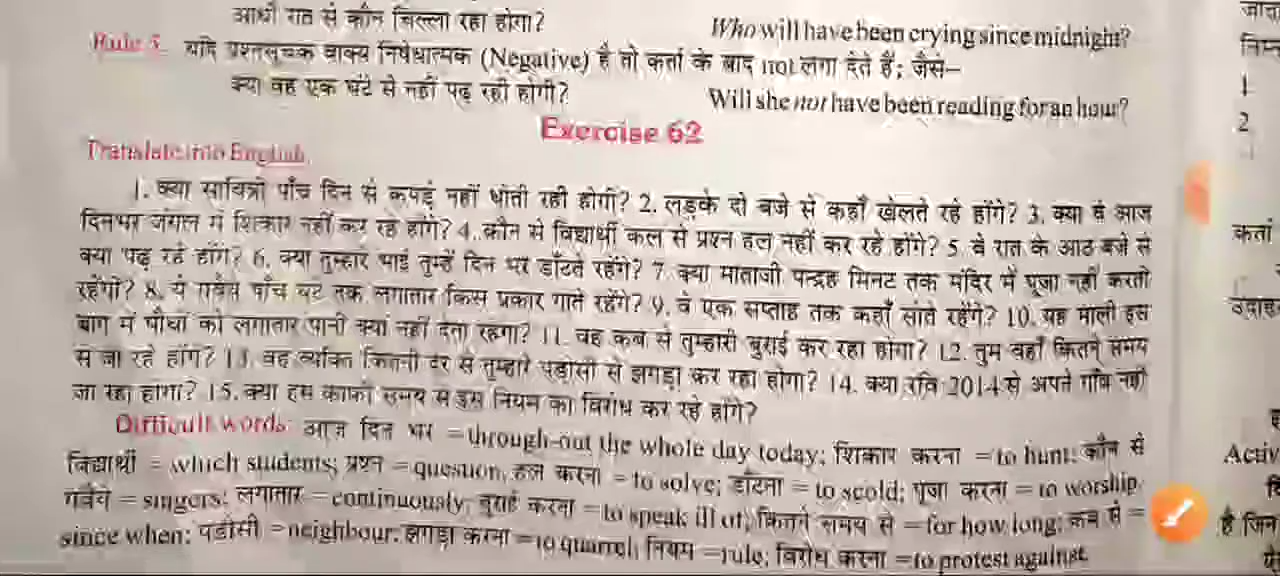 आधी रात से कौन चिल्ला रहा होगा? Who will have been crying since midnight?
Rule 5. यदि प्रश्नसूचक वाक्य निषेधात्मक (Negative) है तो कर्ता के बाद not लगा देते हैं; जैसे–
क्या वह एक घंटे से नहीं पढ़ रही होगी? Will she not have been reading for an hour?
Exercise 62
Translate into English.
1. क्या सावित्री पाँच दिन से कपड़े नहीं धोती रही होगी? 2. लड़के दो बजे से कहाँ खेलते रहे होंगे? 3. क्या वे आज
दिनभर जंगल में शिकार नहीं कर रहे होंगे? 4. कौन से विद्यार्थी कल से प्रश्न हल नहीं कर रहे होंगे? 5. वे रात के आठ बजे से
क्या पढ़ रहे होंगे? 6. क्या तुम्हारे भाई तुम्हें दिन भर डाँटते रहेंगे? 7. क्या माताजी पन्द्रह मिनट तक मंदिर में पूजा नहीं करती
रहेंगी? 8. ये गवैये पाँच घंटे तक लगातार किस प्रकार गाते रहेंगे? 9. वे एक सप्ताह तक कहाँ सोते रहेंगे? 10. यह माली इस
बाग में पौधों को लगातार पानी क्यों नहीं देता रहेगा? 11. वह कब से तुम्हारी बुराई कर रहा होगा? 12. तुम वहाँ कितने समय
से जा रहे होंगे? 13. वह व्यक्ति कितनी देर से तुम्हारे पड़ोसी से झगड़ा कर रहा होगा? 14. क्या रवि 2014 से अपने गाँव नहीं
जा रहा होगा? 15. क्या हम काफी समय से इस नियम का विरोध कर रहे होंगे?
Difficult words: आज दिन भर = through-out the whole day today; शिकार करना = to hunt; कौन से
विद्यार्थी = which students; प्रश्न = question; हल करना = to solve; डाँटना = to scold; पूजा करना = to worship;
गवैये = singers; लगातार = continuously; बुराई करना = to speak ill of; कितने समय से = for how long; कब से =
since when; पड़ोसी = neighbour; झगड़ा करना = to quarrel; नियम = rule; विरोध करना = to protest against.
1
2
कर्ता
Activ
है जिन